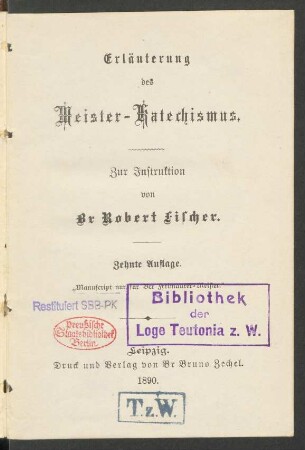 Erläuterung
des
Meister-Katechismus.
Zur Instruktion
von
Br Robert Fischer.
Zehnte Auflage.
„Manuscript nur für Brr Freimaurer-Meister.“
Restituiert SBB-PK
Preußische
Staatsbibliothek
Berlin.
Bibliothek
der
Loge Teutonia z. W.
Leipzig.
Druck und Verlag von Br Bruno Zechel.
1890.
T.z.W.